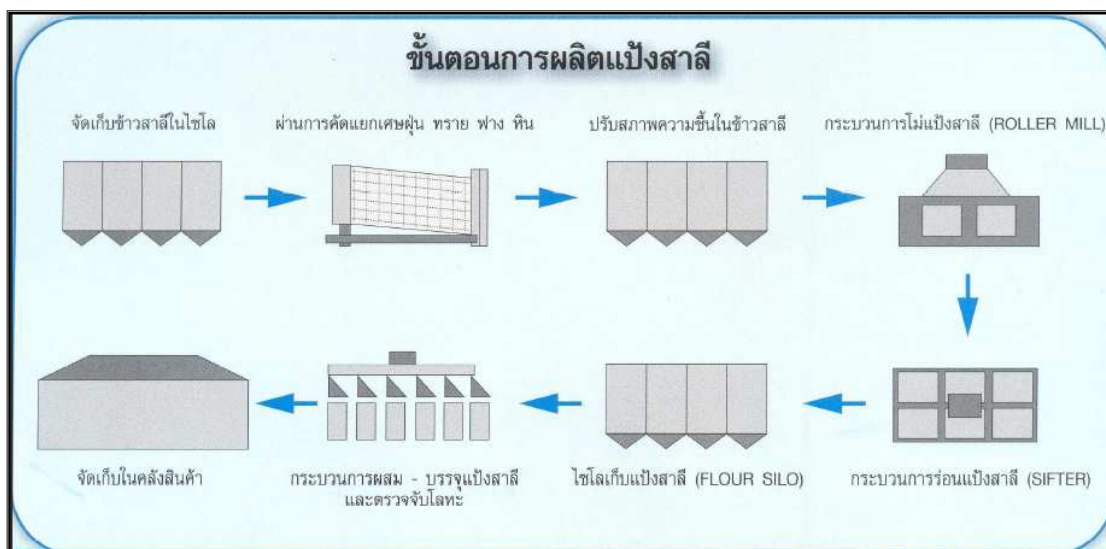 ขั้นตอนการผลิตแป้งสาลี
จัดเก็บข้าวสาลีในไซโล
ผ่านการคัดแยกเศษฝุ่น ทราย ฟาง หิน
ปรับสภาพความชื้นในข้าวสาลี
กระบวนการโม่แป้งสาลี (ROLLER MILL)
จัดเก็บในคลังสินค้า
กระบวนการผสม - บรรจุแป้งสาลี
และตรวจจับโลหะ
ไซโลเก็บแป้งสาลี (FLOUR SILO)
กระบวนการร่อนแป้งสาลี (SIFTER)